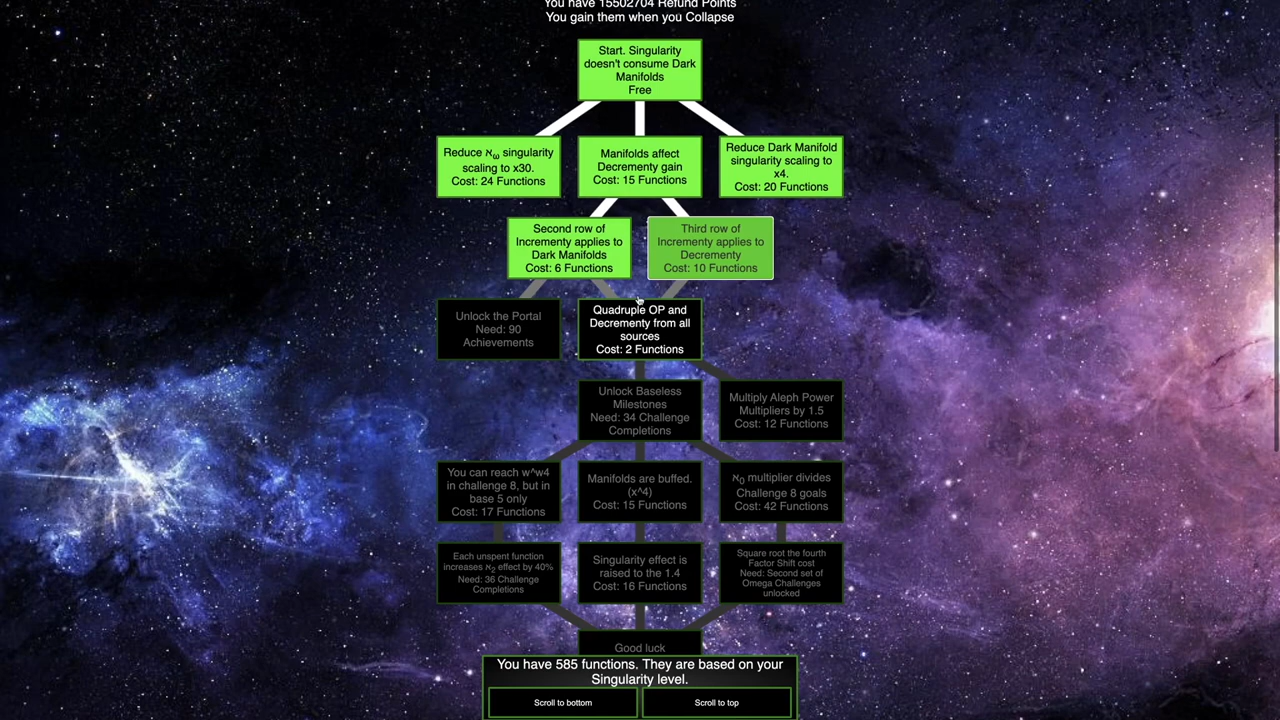 You have 15502704 Refund Points
You gain them when you Collapse
Start. Singularity
doesn't consume Dark
Manifolds
Free
Reduce ℵω singularity
scaling to x30.
Cost: 24 Functions
Manifolds affect
Decrementy gain
Cost: 15 Functions
Reduce Dark Manifold
singularity scaling to
x4.
Cost: 20 Functions
Second row of
Incrementy applies to
Dark Manifolds
Cost: 6 Functions
Third row of
Incrementy applies to
Decrementy
Cost: 10 Functions
Unlock the Portal
Need: 90
Achievements
Quadruple OP and
Decrementy from all
sources
Cost: 2 Functions
Unlock Baseless
Milestones
Need: 34 Challenge
Completions
Multiply Aleph Power
Multipliers by 1.5
Cost: 12 Functions
You can reach w^w4
in challenge 8, but in
base 5 only
Cost: 17 Functions
Manifolds are buffed.
(x^4)
Cost: 15 Functions
ℵ0 multiplier divides
Challenge 8 goals
Cost: 42 Functions
Each unspent function
increases ℵ2 effect by 40%
Need: 36 Challenge
Completions
Singularity effect is
raised to the 1.4
Cost: 16 Functions
Square root the fourth
Factor Shift cost
Need: Second set of
Omega Challenges
unlocked
Good luck
You have 585 functions. They are based on your
Singularity level.
Scroll to bottom
Scroll to top